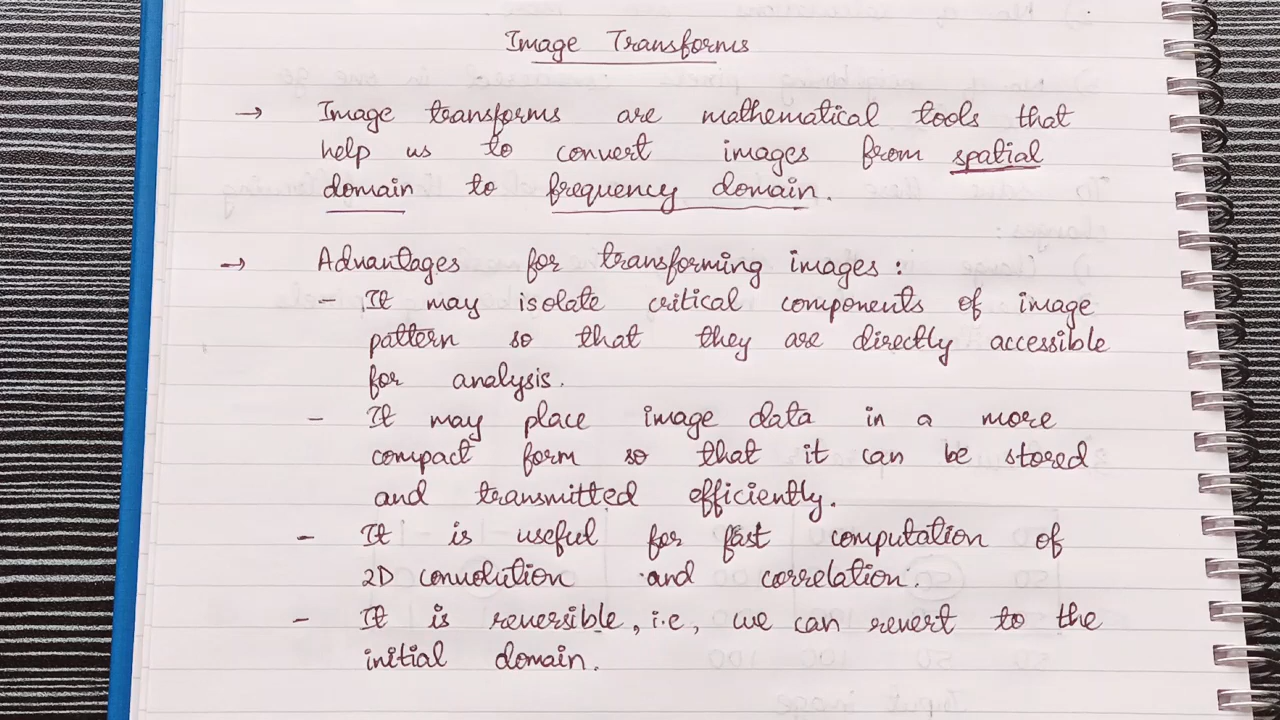 Image Transforms
→ Image transforms are mathematical tools that
help us to convert images from spatial
domain to frequency domain.
→ Advantages for transforming images :
- It may isolate critical components of image
pattern so that they are directly accessible
for analysis.
- It may place image data in a more
compact form so that it can be stored
and transmitted efficiently.
- It is useful for fast computation of
2D convolution and correlation.
- It is reversible, i.e, we can revert to the
initial domain.